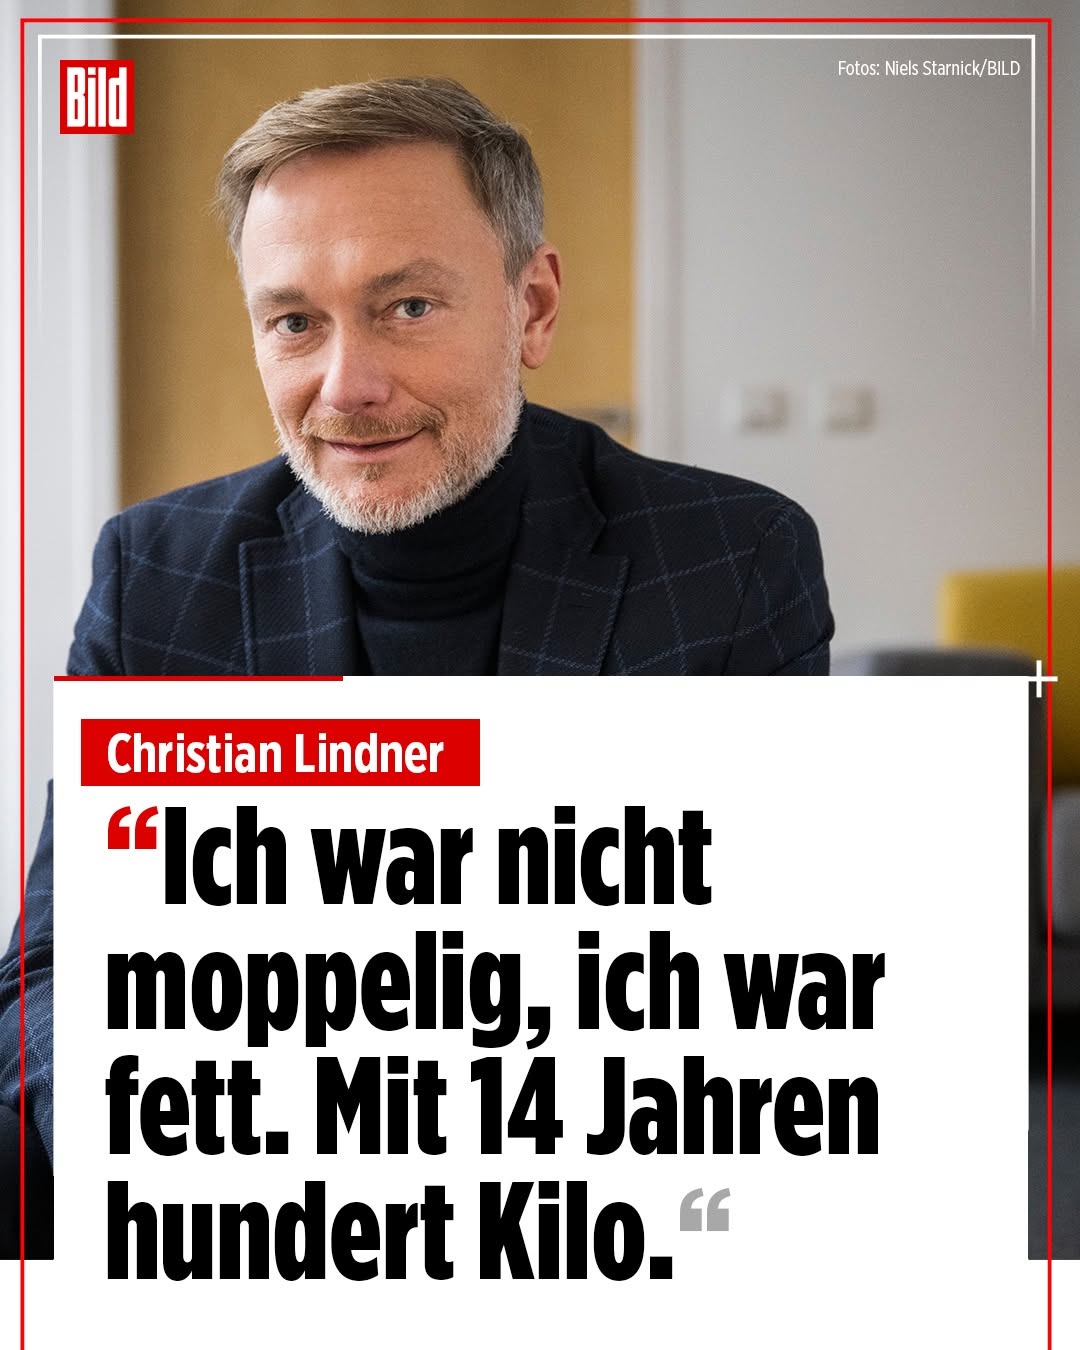 Bild
Fotos: Niels Starnick/BILD
Christian Lindner
“Ich war nicht
moppelig, ich war
fett. Mit 14 Jahren
hundert Kilo.“